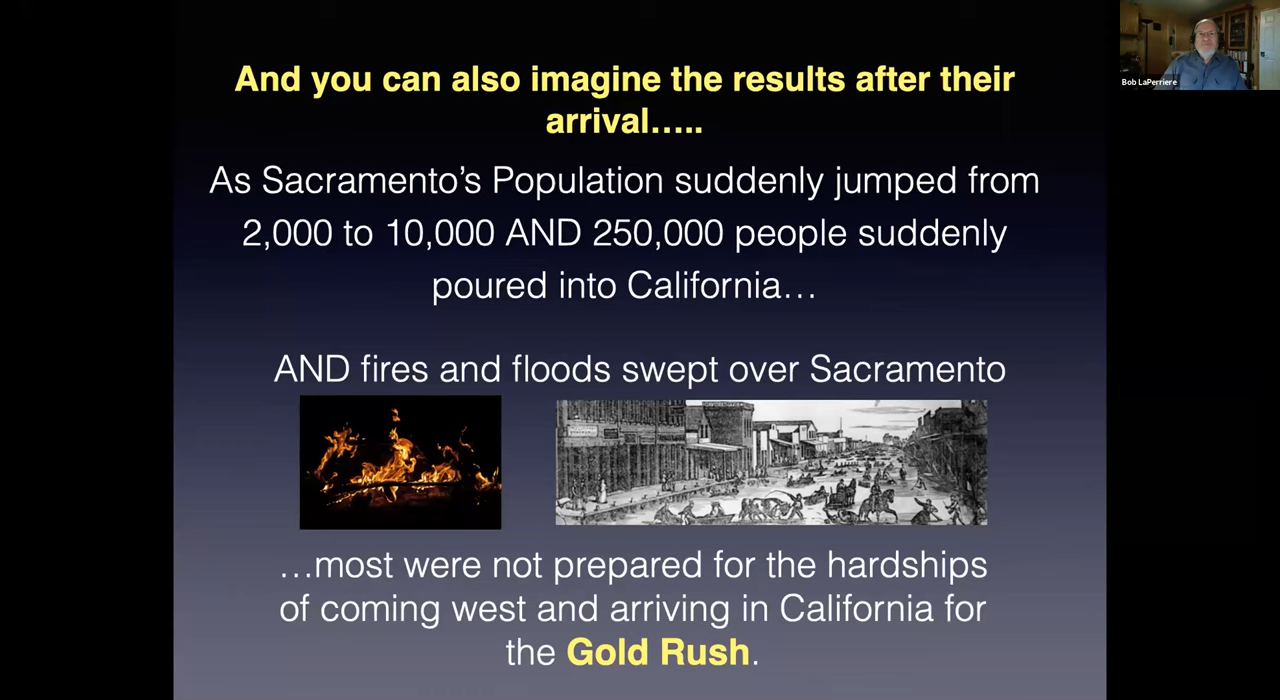 And you can also imagine the results after their
arrival.....
As Sacramento’s Population suddenly jumped from
2,000 to 10,000 AND 250,000 people suddenly
poured into California…
AND fires and floods swept over Sacramento
…most were not prepared for the hardships
of coming west and arriving in California for
the Gold Rush.
Bob LaPerriere